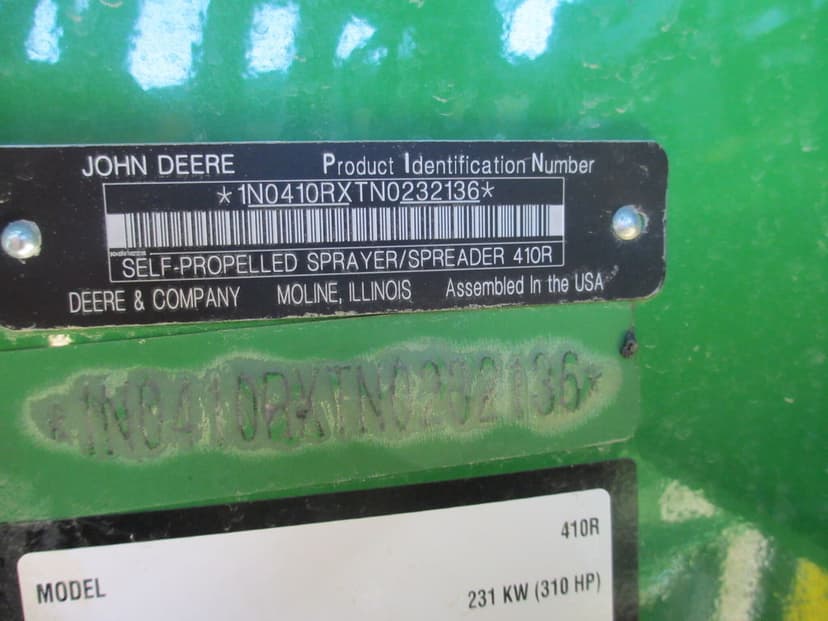 JOHN DEERE Product Identification Number
*1N0410RXTN0232136*
SELF-PROPELLED SPRAYER/SPREADER 410R
DEERE & COMPANY MOLINE, ILLINOIS Assembled In the USA
*1N0410RXTN0232136*
410R
MODEL 231 KW (310 HP)